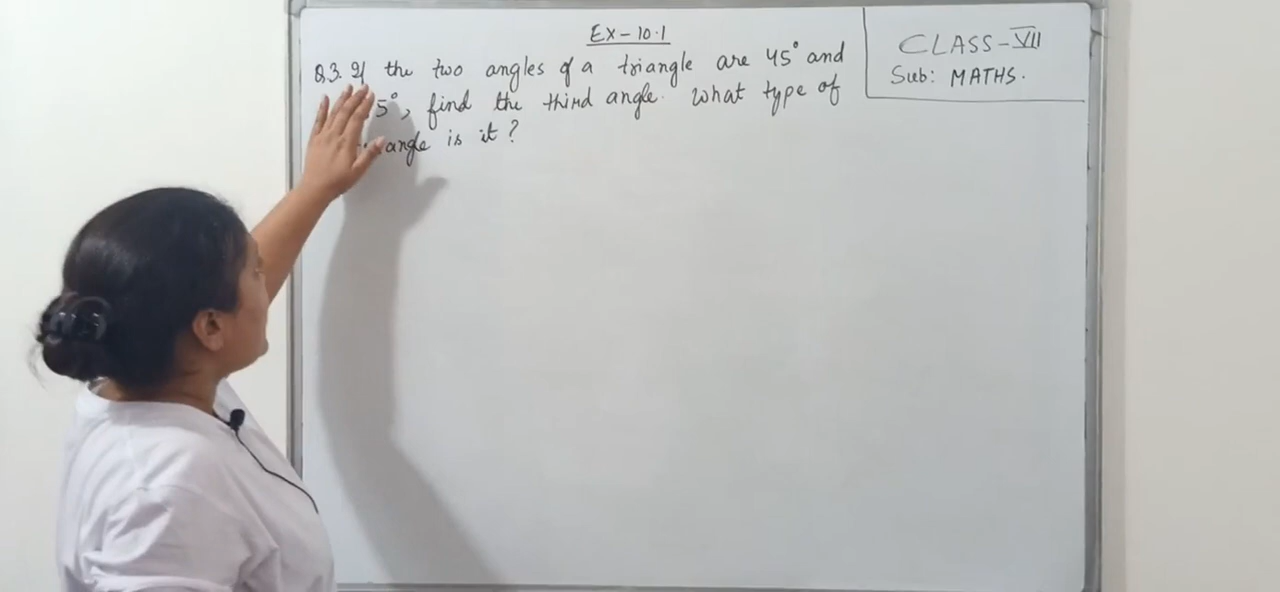 Ex-10.1
Q3. If the two angles of a triangle are 45° and
5°, find the third angle. What type of
angle is it?
CLASS-VII
Sub: MATHS.